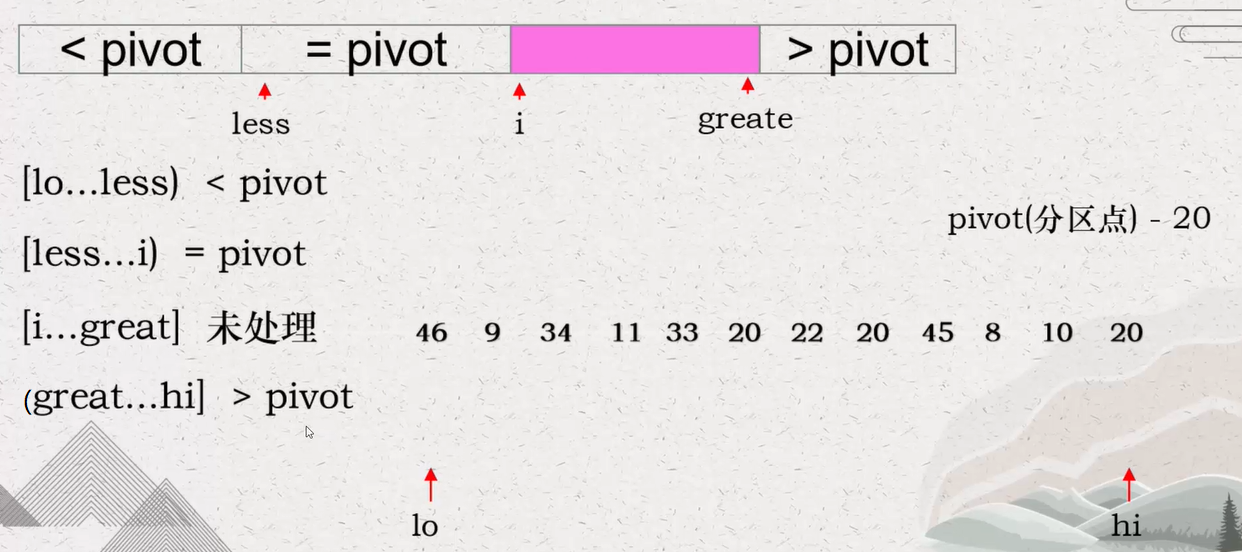 < pivot = pivot > pivot
less i greate
[lo...less) < pivot
pivot(分区点) - 20
[less...i) = pivot
[i...great] 未处理
46 9 34 11 33 20 22 20 45 8 10 20
(great...hi] > pivot
lo hi